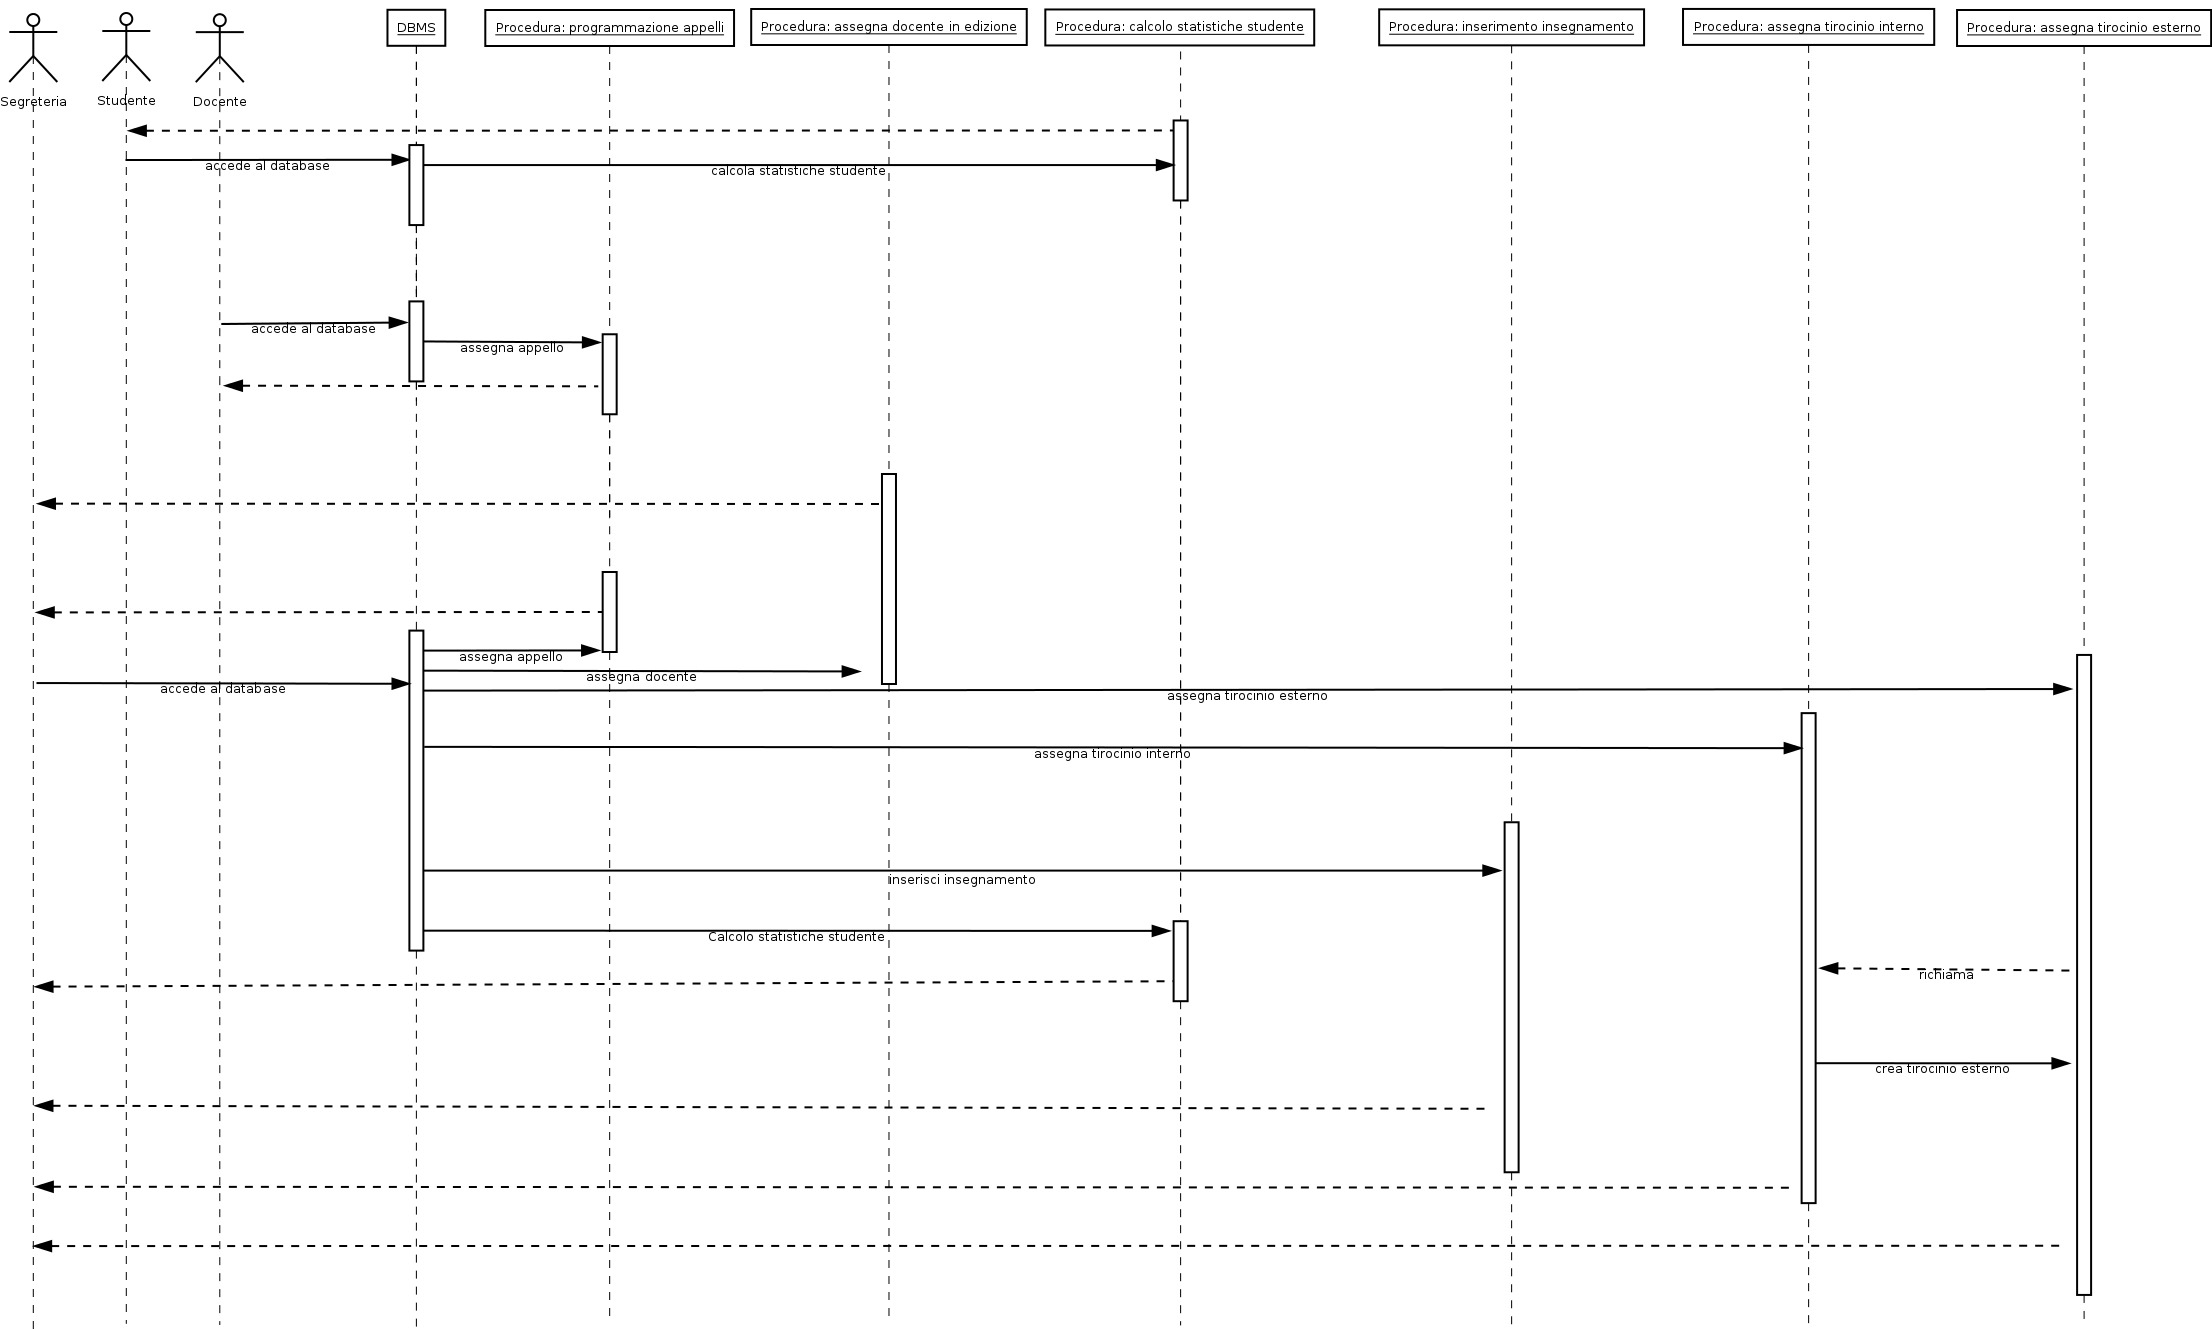 DBMS
Procedura: programmazione appelli
Procedura: assegna docente in edizione
Procedura: calcolo statistiche studente
Procedura: inserimento insegnamento
Procedura: assegna tirocinio interno
Procedura: assegna tirocinio esterno
Segreteria
Studente
Docente
accede al database
calcola statistiche studente
accede al database
assegna appello
assegna appello
assegna docente
accede al database
assegna tirocinio esterno
assegna tirocinio interno
inserisci insegnamento
Calcolo statistiche studente
richiama
crea tirocinio esterno